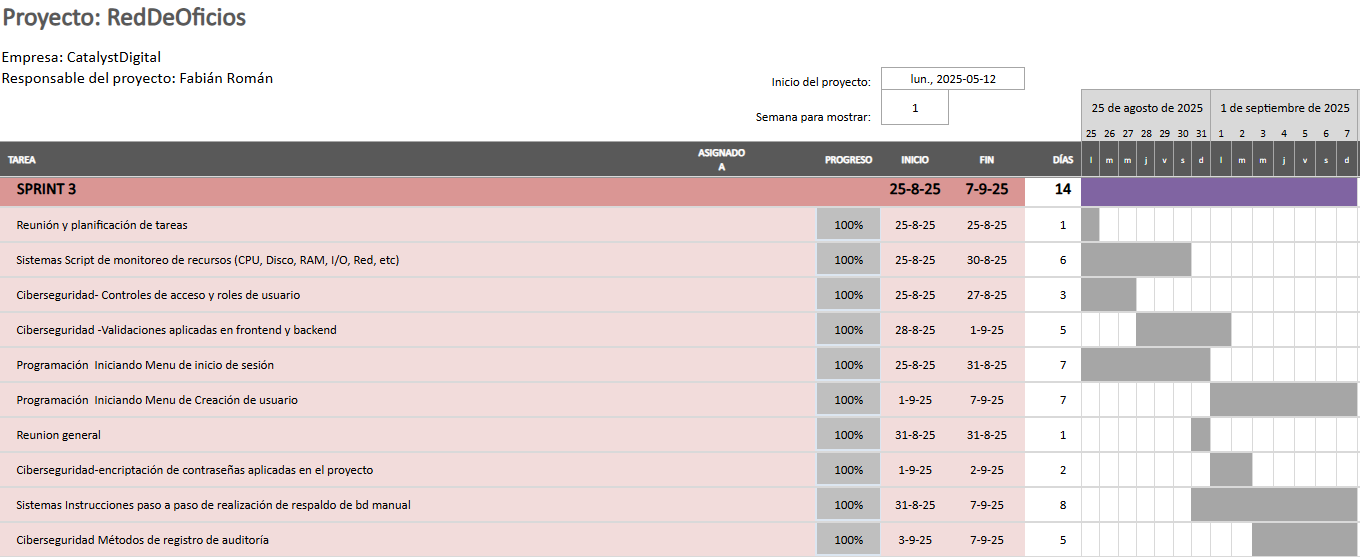 Proyecto: RedDeOficios
Empresa: CatalystDigital
Responsable del proyecto: Fabián Román
Inicio del proyecto: lun., 2025-05-12
Semana para mostrar: 1
25 de agosto de 2025 1 de septiembre de 2025
25 26 27 28 29 30 31 1 2 3 4 5 6 7
TAREA ASIGNADO A PROGRESO INICIO FIN DÍAS l m m j v s d l m m j v s d
SPRINT 3 25-8-25 7-9-25 14
Reunión y planificación de tareas 100% 25-8-25 25-8-25 1
Sistemas Script de monitoreo de recursos (CPU, Disco, RAM, I/O, Red, etc) 100% 25-8-25 30-8-25 6
Ciberseguridad- Controles de acceso y roles de usuario 100% 25-8-25 27-8-25 3
Ciberseguridad -Validaciones aplicadas en frontend y backend 100% 28-8-25 1-9-25 5
Programación  Iniciando Menu de inicio de sesión 100% 25-8-25 31-8-25 7
Programación  Iniciando Menu de Creación de usuario 100% 1-9-25 7-9-25 7
Reunion general 100% 31-8-25 31-8-25 1
Ciberseguridad-encriptación de contraseñas aplicadas en el proyecto 100% 1-9-25 2-9-25 2
Sistemas Instrucciones paso a paso de realización de respaldo de bd manual 100% 31-8-25 7-9-25 8
Ciberseguridad Métodos de registro de auditoría 100% 3-9-25 7-9-25 5